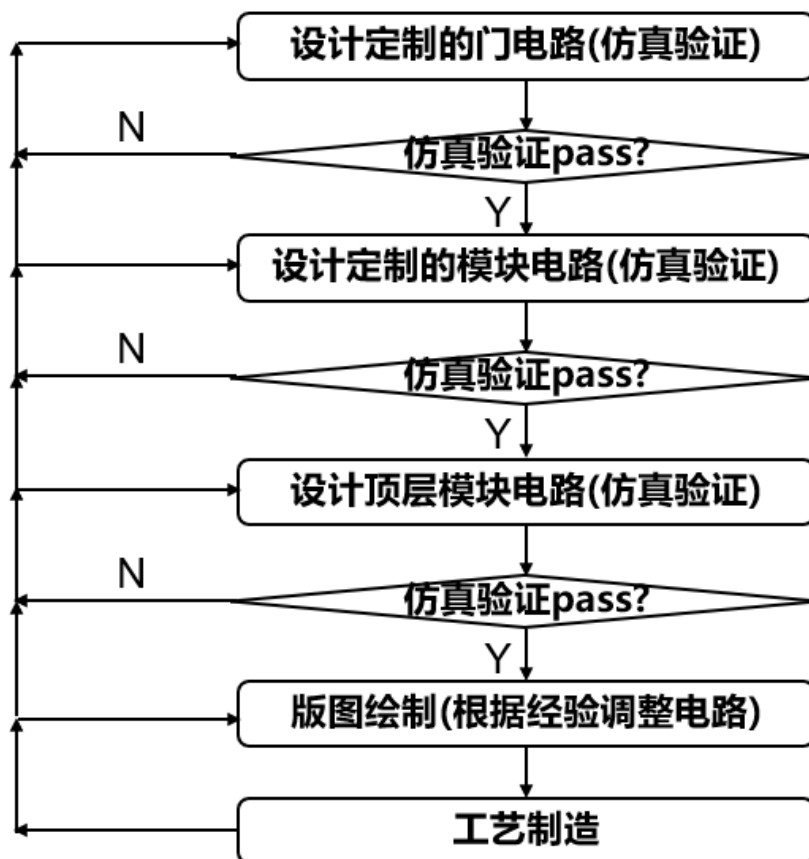 设计定制的门电路(仿真验证)
N
仿真验证pass?
Y
设计定制的模块电路(仿真验证)
N
仿真验证pass?
Y
设计顶层模块电路(仿真验证)
N
仿真验证pass?
Y
版图绘制(根据经验调整电路)
工艺制造